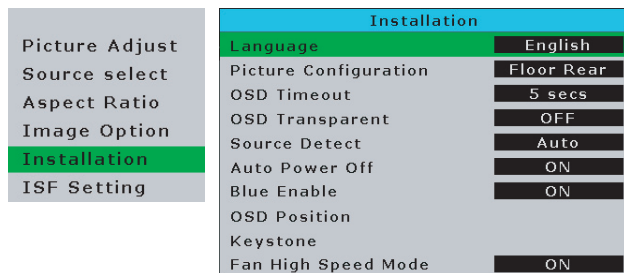 Picture Adjust
Source select
Aspect Ratio
Image Option
Installation
ISF Setting
Installation
Language English
Picture Configuration Floor Rear
OSD Timeout 5 secs
OSD Transparent OFF
Source Detect Auto
Auto Power Off ON
Blue Enable ON
OSD Position
Keystone
Fan High Speed Mode ON